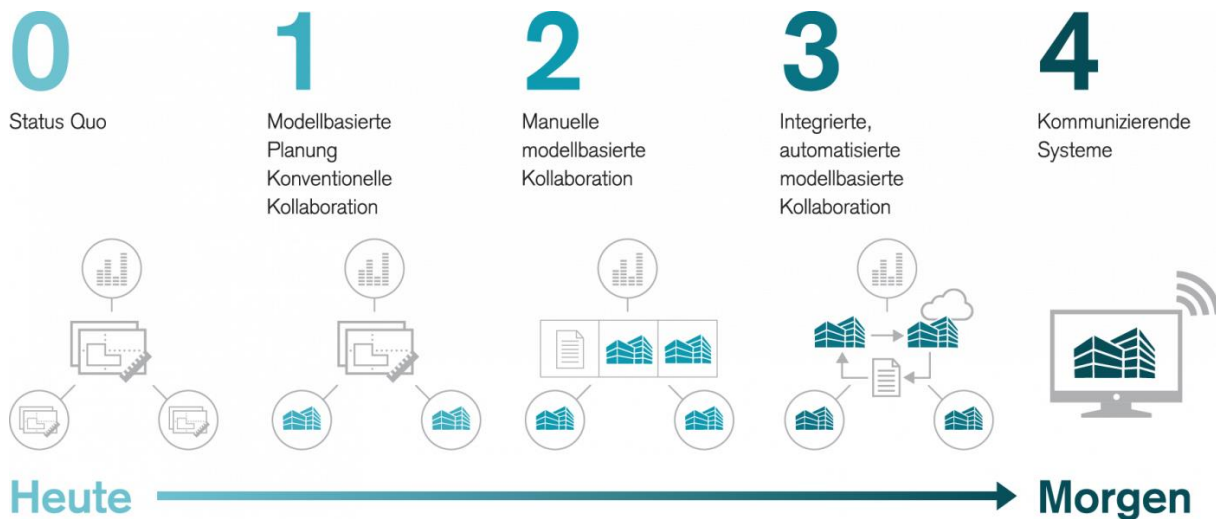 0
Status Quo
1
Modellbasierte
Planung
Konventionelle
Kollaboration
2
Manuelle
modellbasierte
Kollaboration
3
Integrierte,
automatisierte
modellbasierte
Kollaboration
4
Kommunizierende
Systeme
Heute
Morgen